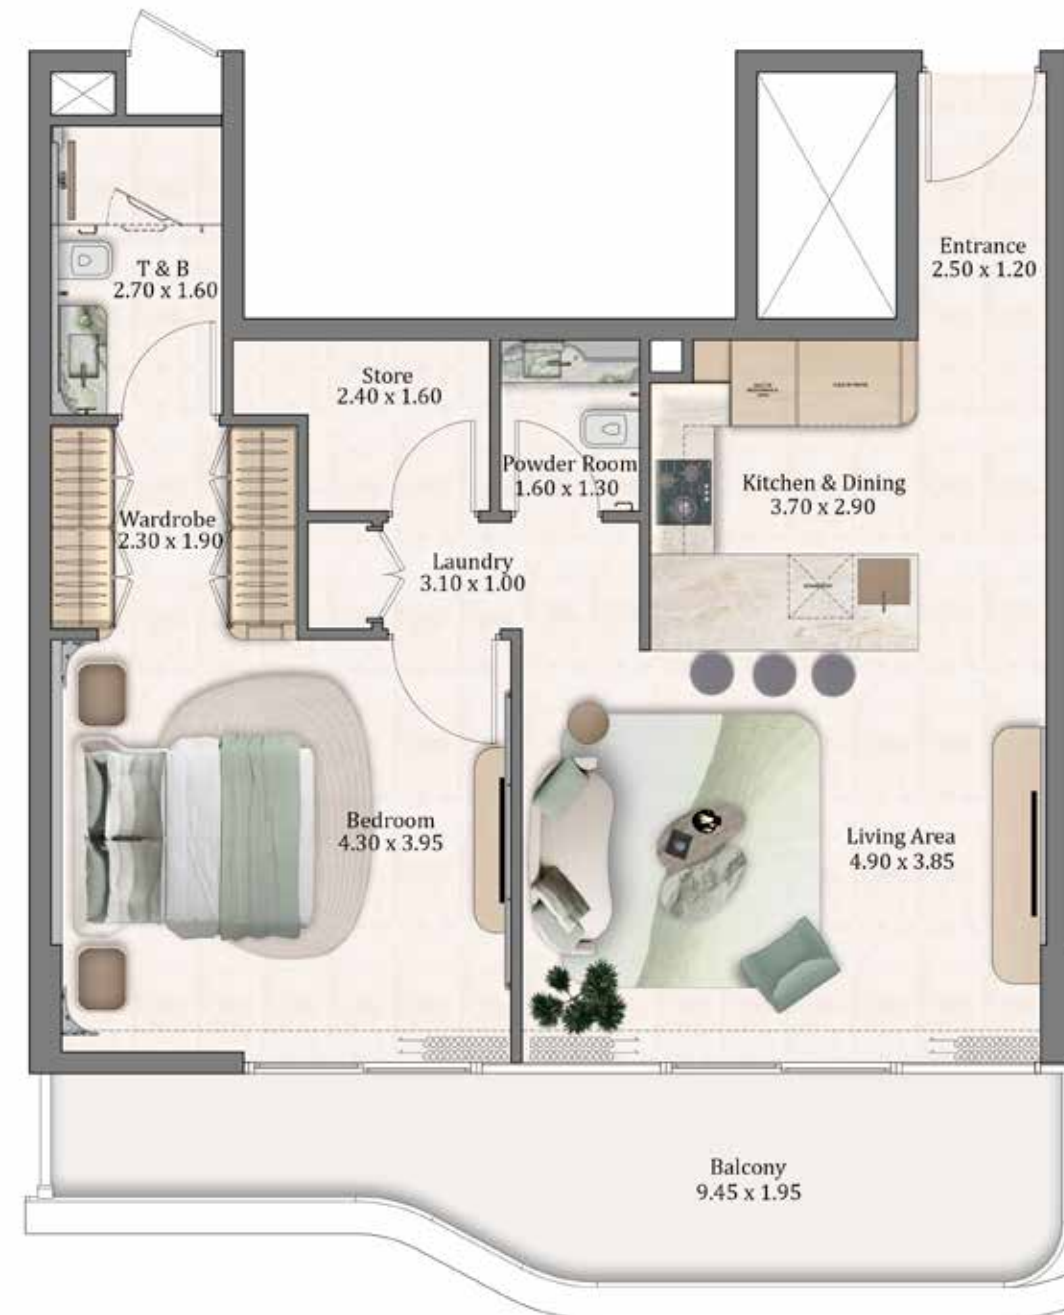 Entrance
2.50 x 1.20
T & B
2.70 x 1.60
Store
2.40 x 1.60
Powder Room
1.60 x 1.30
Kitchen & Dining
3.70 x 2.90
Wardrobe
2.30 x 1.90
Laundry
3.10 x 1.00
Bedroom
4.30 x 3.95
Living Area
4.90 x 3.85
Balcony
9.45 x 1.95